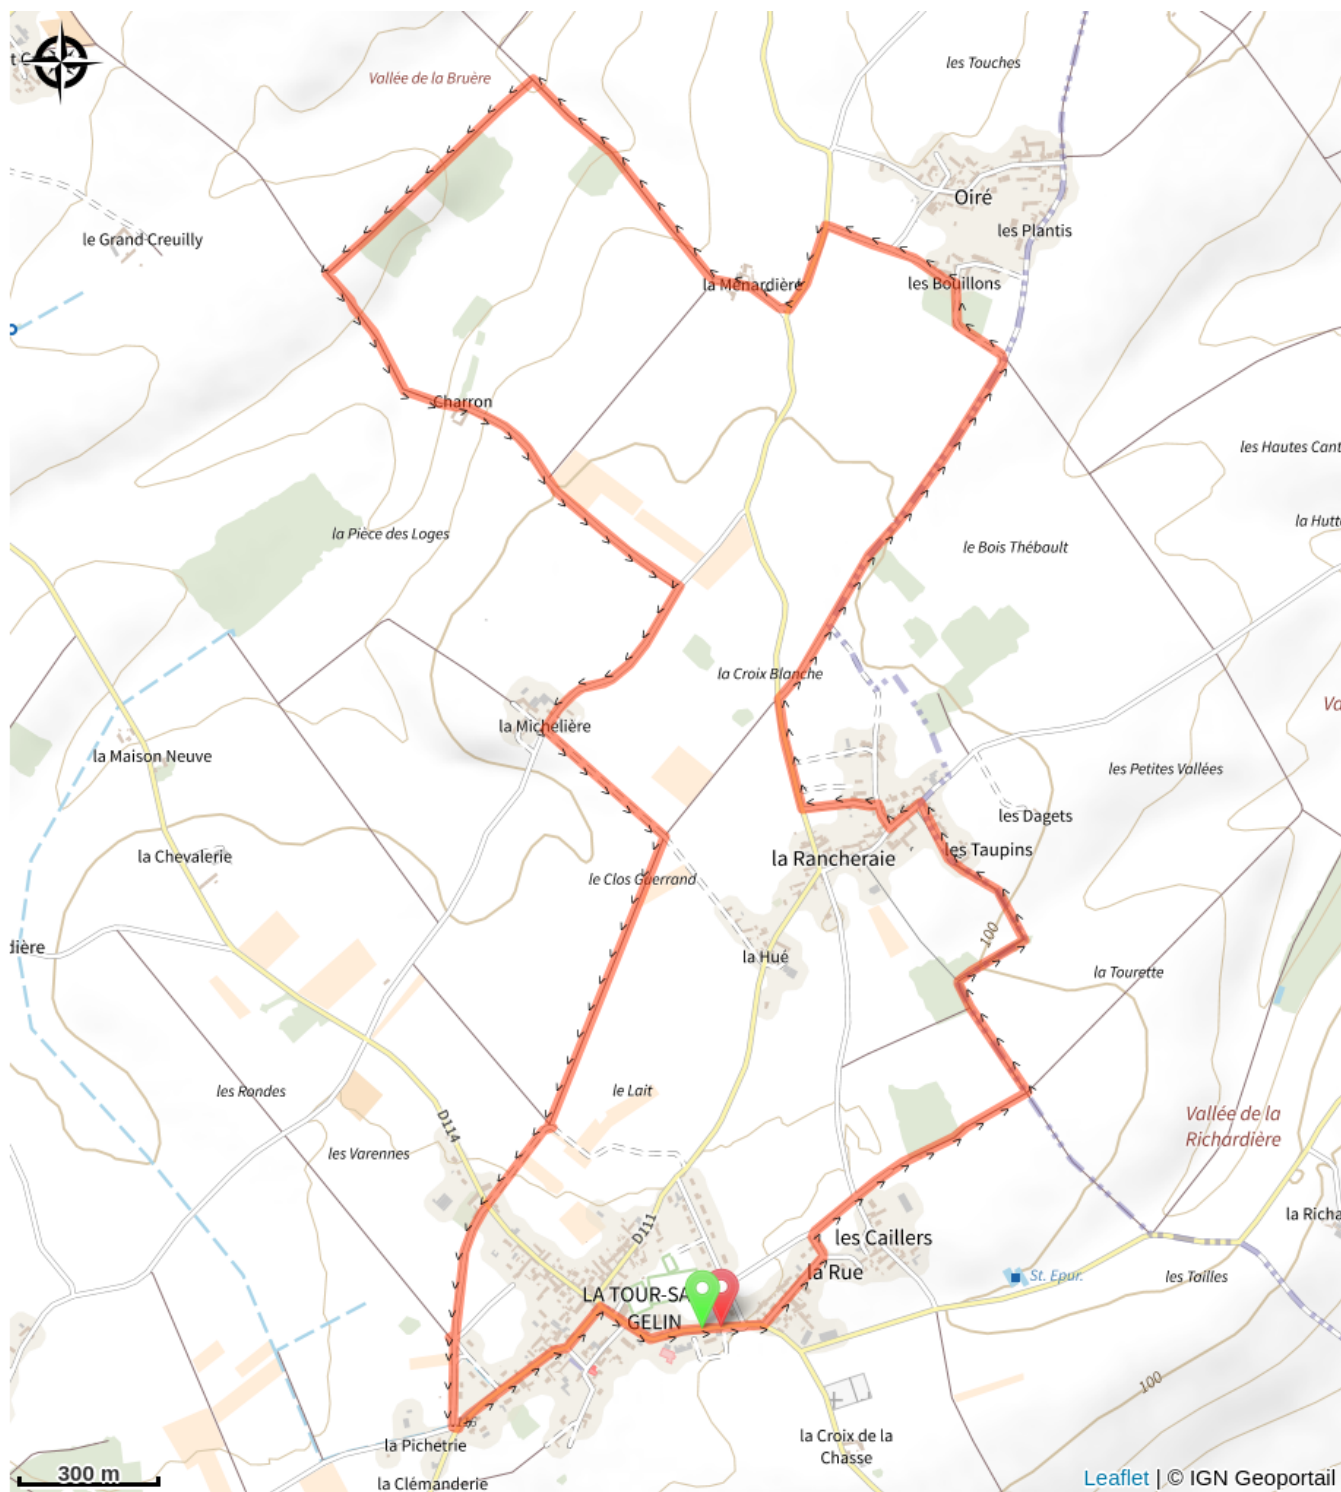 les Touches
Vallée de la Bruère
Oiré
les Plantis
le Grand Creuilly
les Bouillons
la Ménardière
Charron
les Hautes Cant
la Hutt
la Pièce des Loges
le Bois Thébault
la Croix Blanche
Va
la Michelière
la Maison Neuve
les Petites Vallées
les Dagets
les Taupins
la Chevalerie
la Rancheraie
le Clos Guerrand
100
dière
la Hué
la Tourette
les Rondes
le Lait
Vallée de la
Richardière
D114
les Varennes
la Richa
D111
les Caillers
la Rue
St. Epur.
les Tailles
LA TOUR-SA
GELIN
100
la Croix de la
Chasse
la Pichetrie
la Clémanderie
300 m
Leaflet | © IGN Geoportail